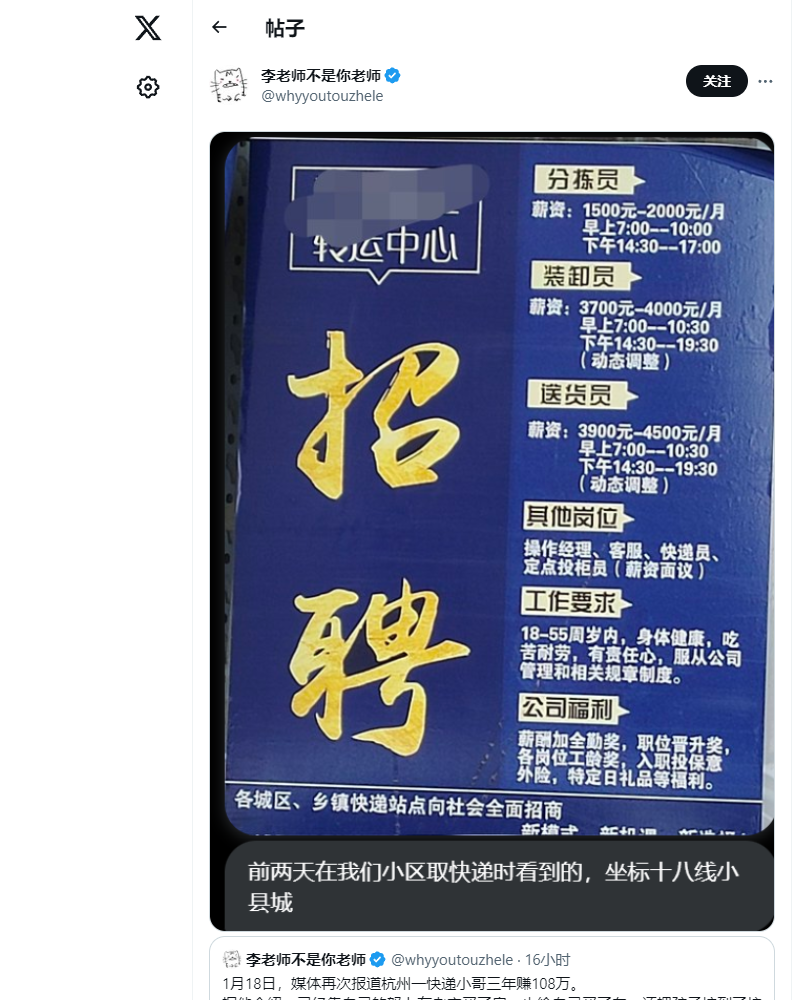 帖子
李老师不是你老师
@whyyoutouzhele
关注
转运中心
招
聘
分拣员
薪资：1500元-2000元/月
早上7:00--10:00
下午14:30--17:00
装卸员
薪资：3700元-4000元/月
早上7:00--10:30
下午14:30--19:30
（动态调整）
送货员
薪资：3900元-4500元/月
早上7:00--10:30
下午14:30--19:30
（动态调整）
其他岗位
操作经理、客服、快递员、
定点投柜员（薪资面议）
工作要求
18-55周岁内，身体健康，吃
苦耐劳，有责任心，服从公司
管理和相关规章制度。
公司福利
薪酬加全勤奖，职位晋升奖，
各岗位工龄奖，入职投保意
外险，特定日礼品等福利。
各城区、乡镇快递站点向社会全面招商
前两天在我们小区取快递时看到的，坐标十八线小
县城
李老师不是你老师 @whyyoutouzhele · 16小时
1月18日，媒体再次报道杭州一快递小哥三年赚108万。